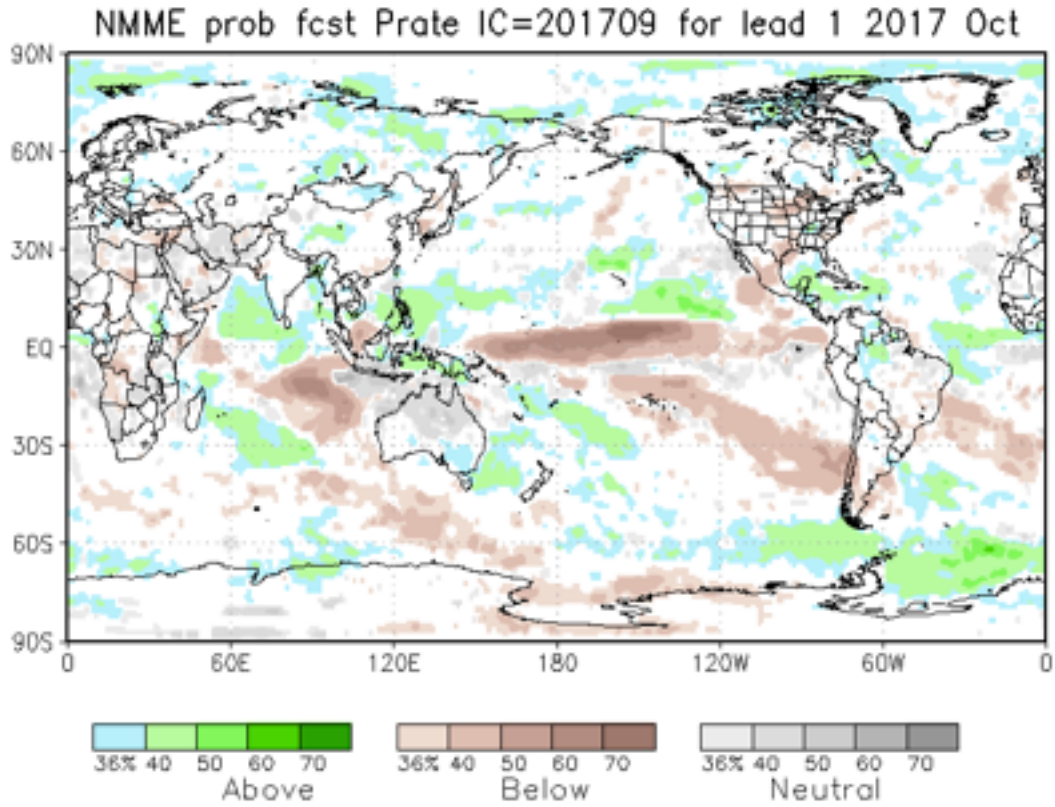 NMME prob fcst Prate IC=201709 for lead 1 2017 Oct
90N
60N
30N
EQ
30S
60S
90S
0 60E 120E 180 120W 60W 0
36% 40 50 60 70 36% 40 50 60 70 36% 40 50 60 70
Above Below Neutral